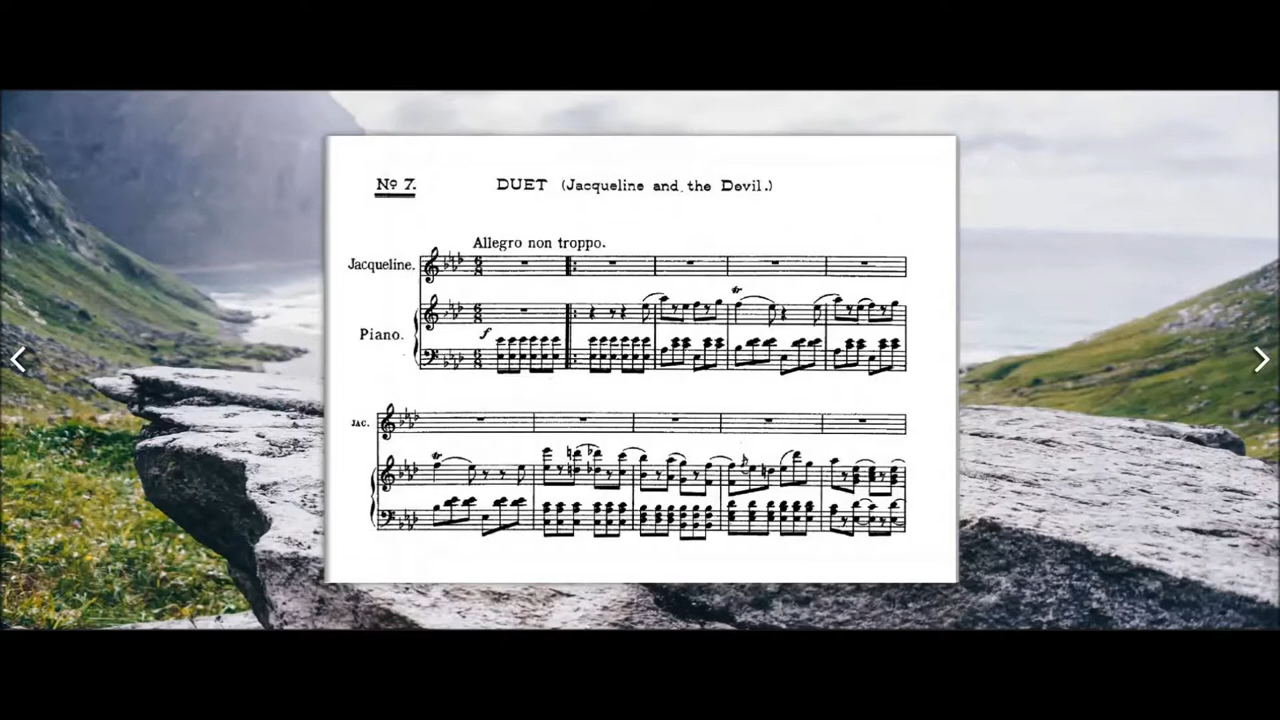 No 7.
DUET (Jacqueline and the Devil.)
Allegro non troppo.
Jacqueline.
Piano.
f
JAC.